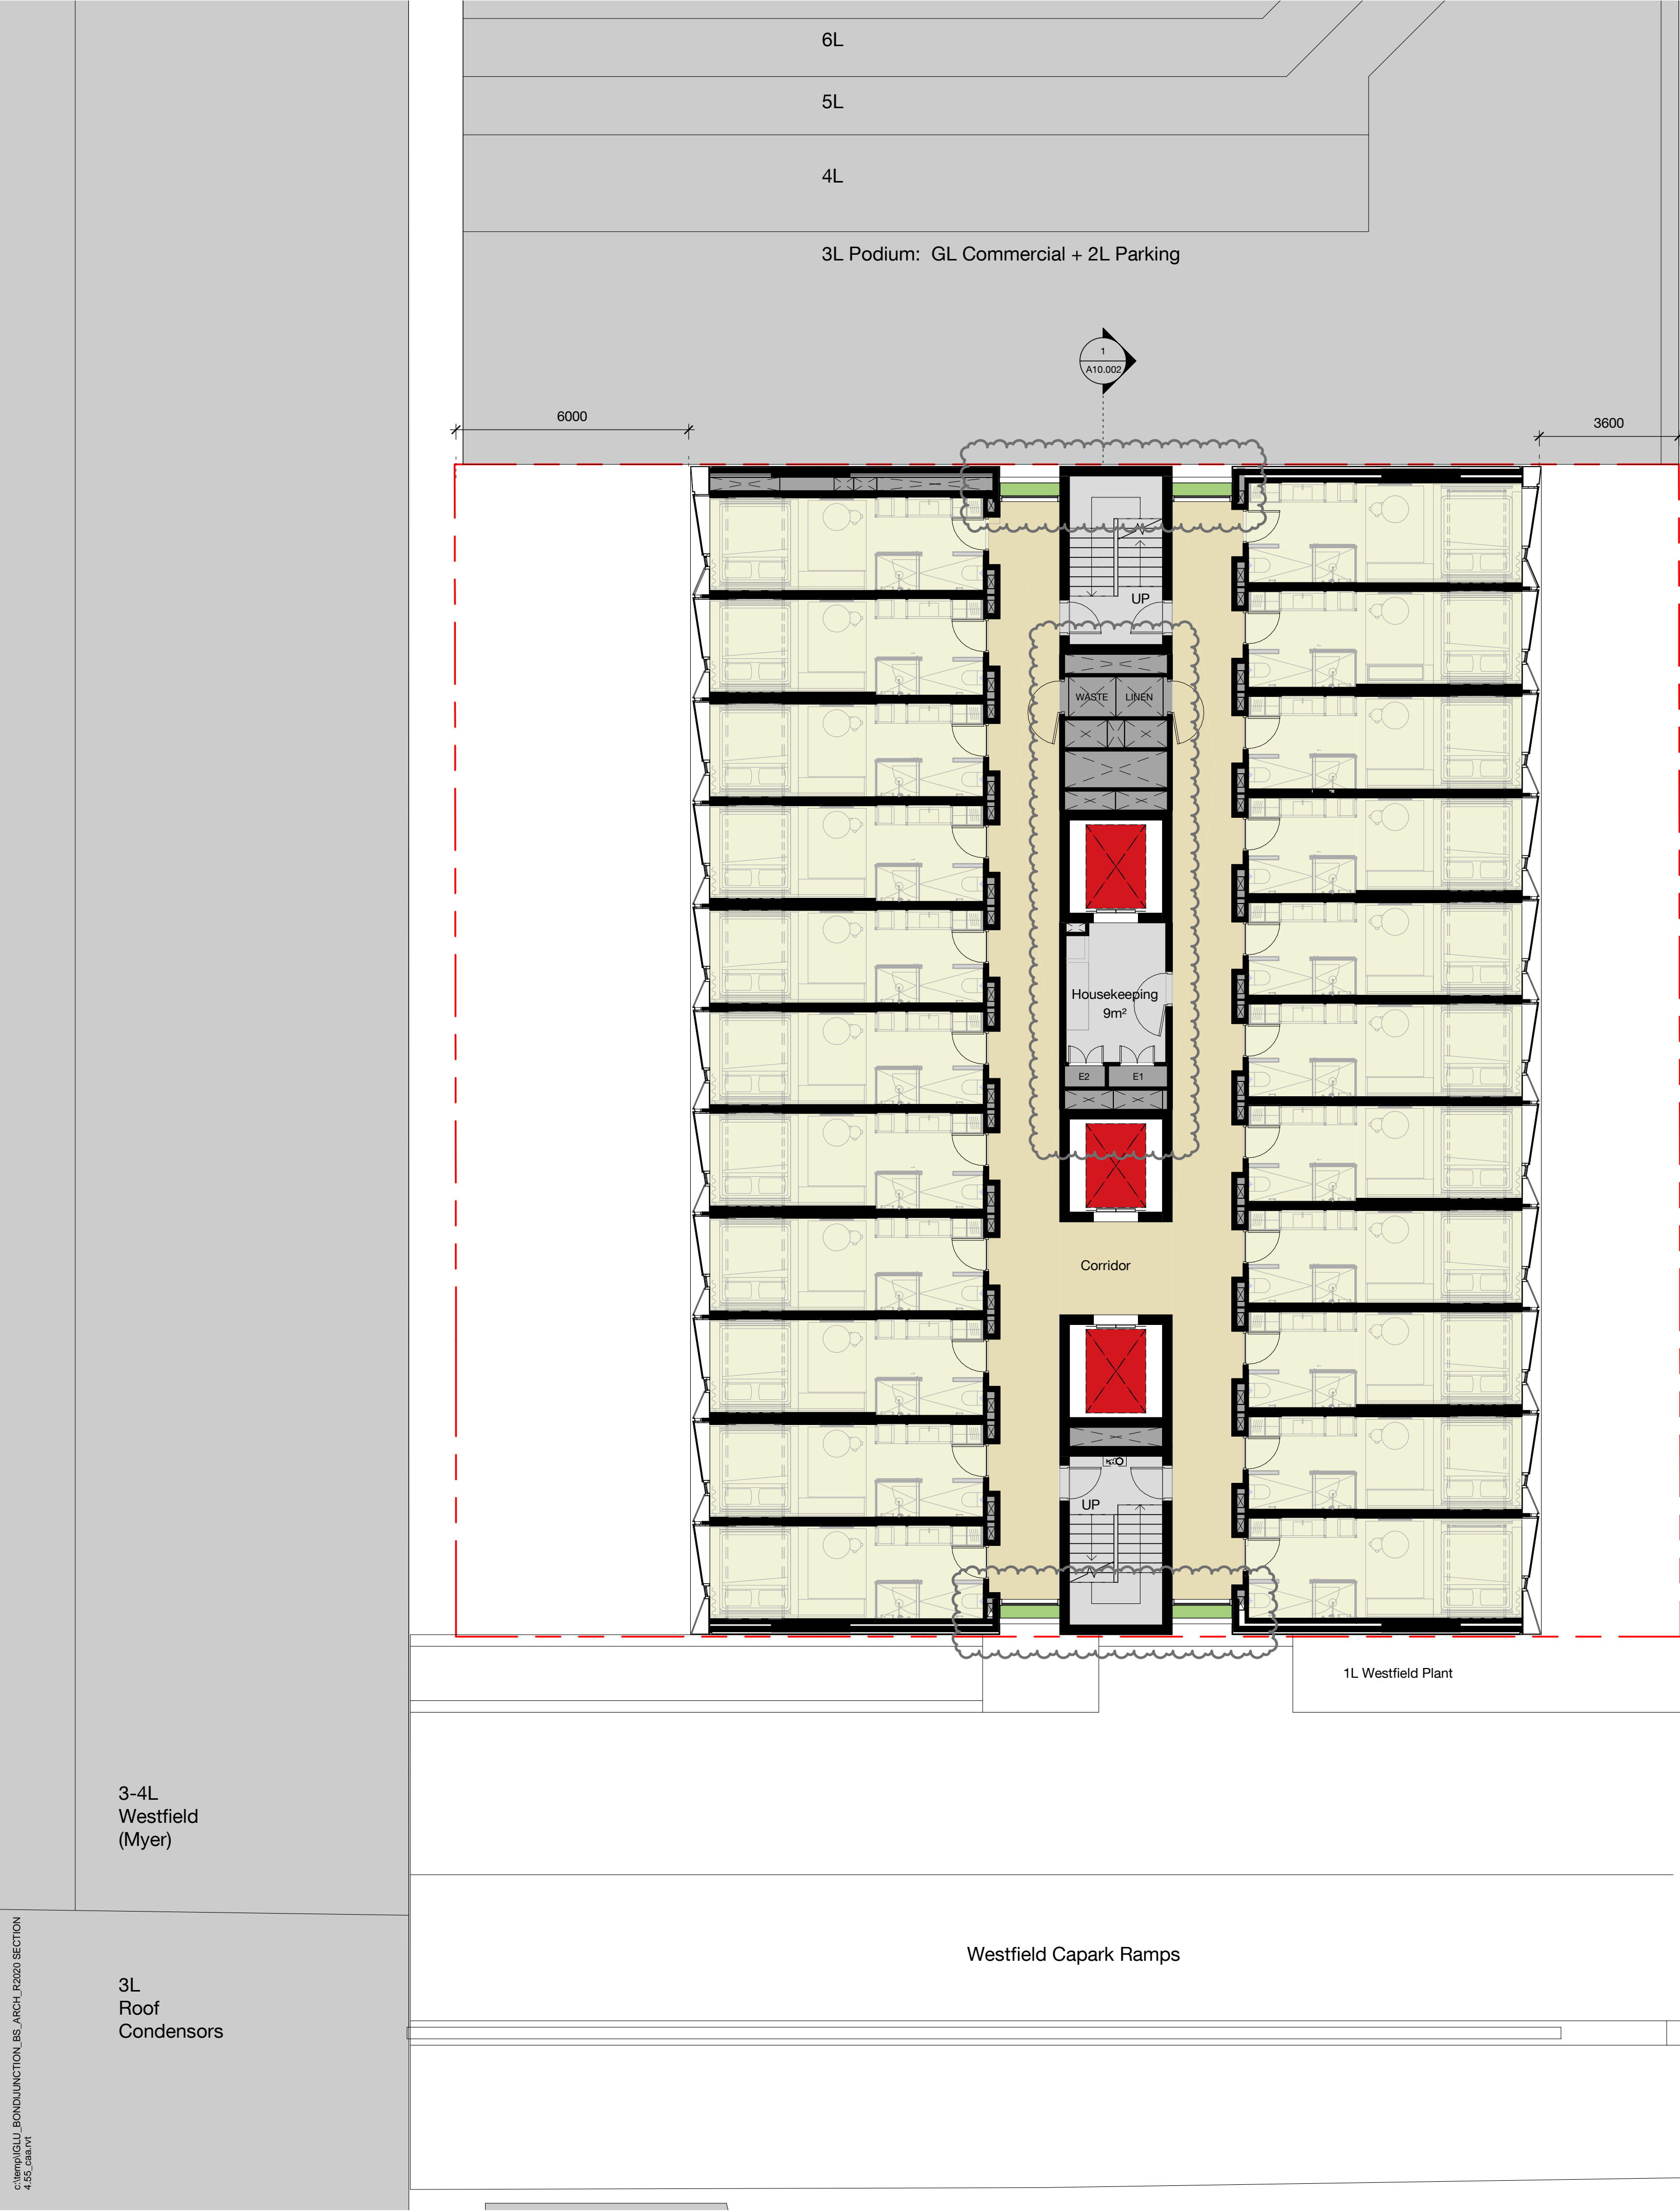 6L
5L
4L
3L Podium:  GL Commercial + 2L Parking
1
A10.002
6000
3600
UP
WASTE
LINEN
Housekeeping
9m²
E2
E1
Corridor
UP
1L Westfield Plant
3-4L
Westfield
(Myer)
Westfield Capark Ramps
3L
Roof
Condensors
c:\temp\IGLU_BONDIJUNCTION_BS_ARCH_R2020 SECTION
4.55_caa.rvt